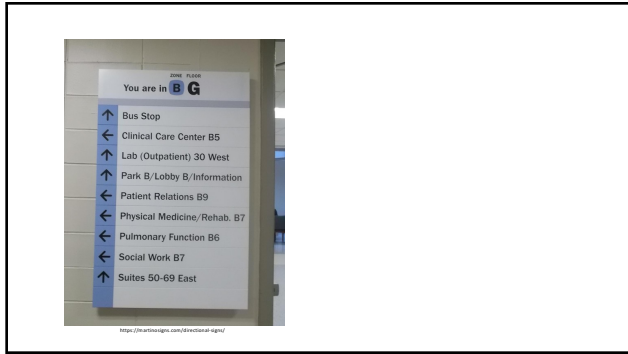 ZONE FLOOR
You are in B G
Bus Stop
Clinical Care Center B5
Lab (Outpatient) 30 West
Park B/Lobby B/Information
Patient Relations B9
Physical Medicine/Rehab. B7
Pulmonary Function B6
Social Work B7
Suites 50-69 East
https://martinosigns.com/directional-signs/